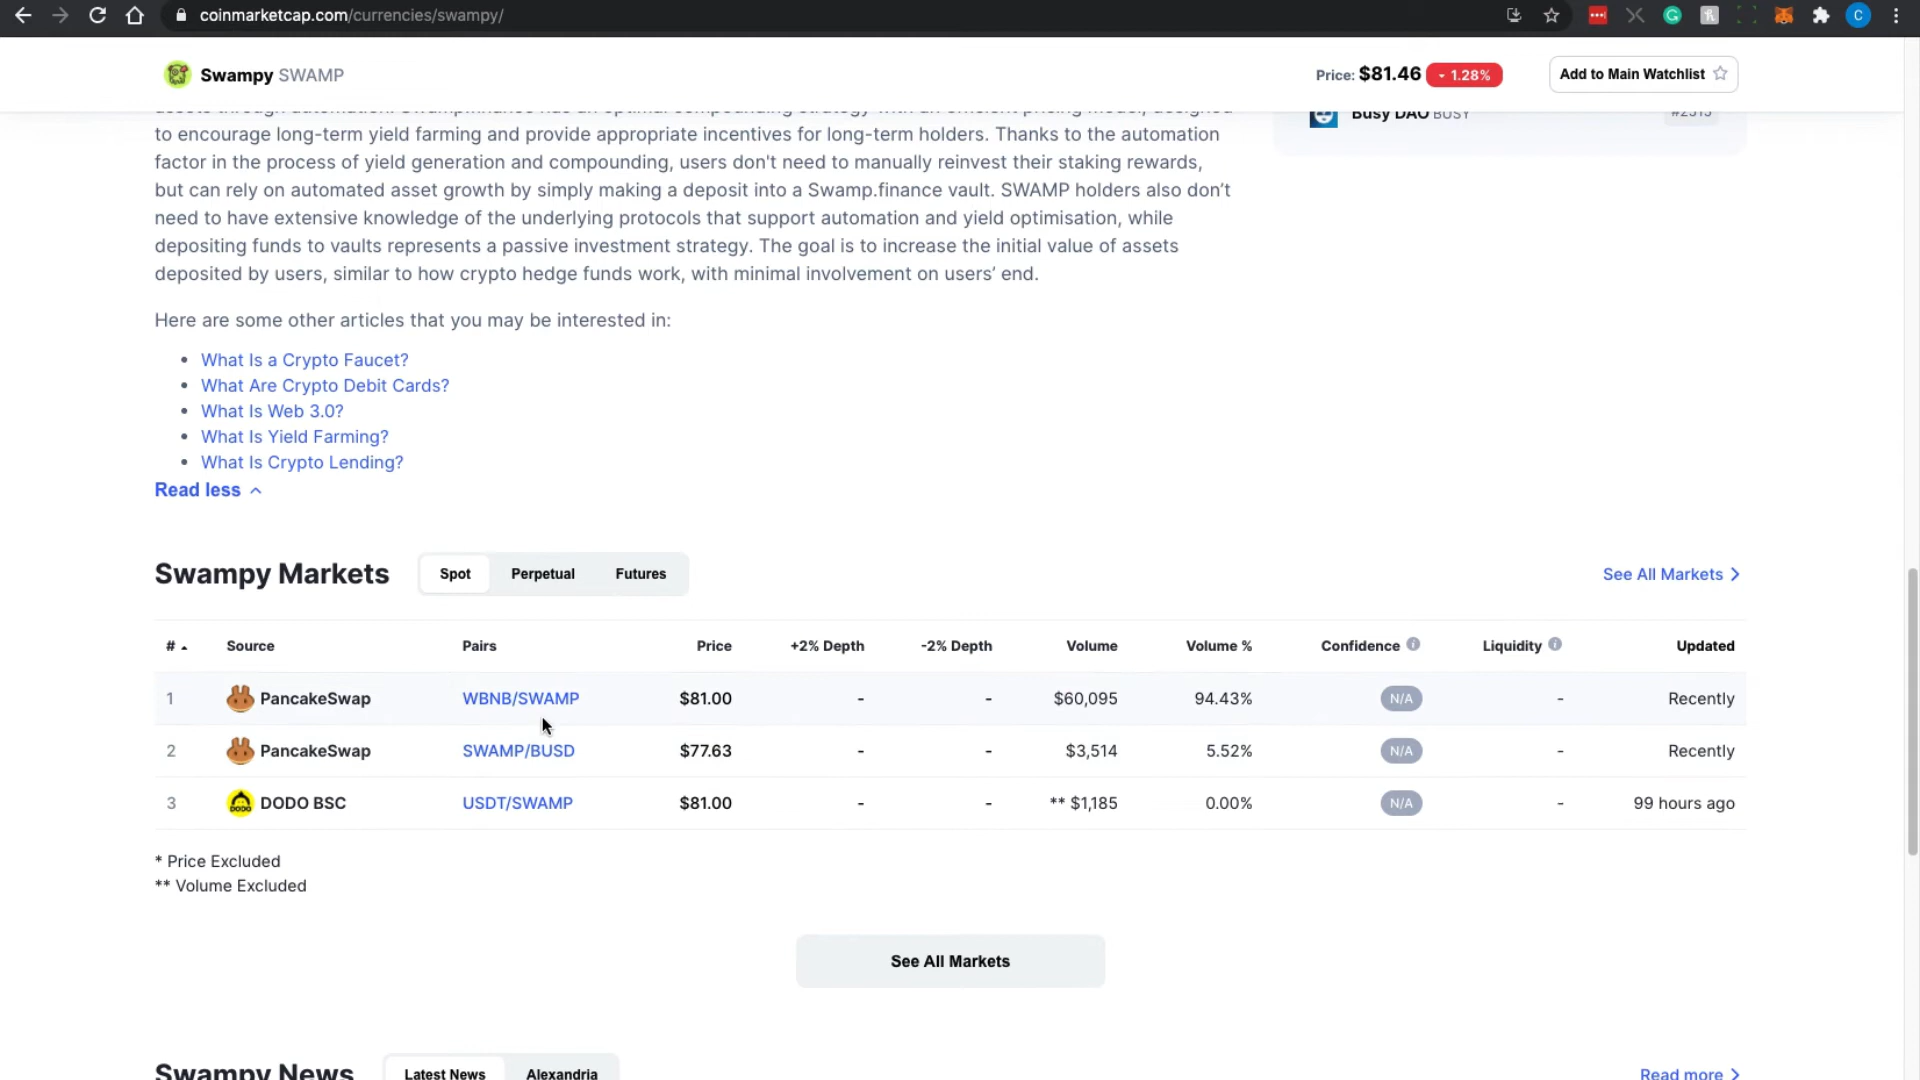 coinmarketcap.com/currencies/swampy/
C
Swampy SWAMP
Price: $81.46 1.28%
Add to Main Watchlist
Busy DAO BUSY
#2515
to encourage long-term yield farming and provide appropriate incentives for long-term holders. Thanks to the automation
factor in the process of yield generation and compounding, users don't need to manually reinvest their staking rewards,
but can rely on automated asset growth by simply making a deposit into a Swamp.finance vault. SWAMP holders also don’t
need to have extensive knowledge of the underlying protocols that support automation and yield optimisation, while
depositing funds to vaults represents a passive investment strategy. The goal is to increase the initial value of assets
deposited by users, similar to how crypto hedge funds work, with minimal involvement on users’ end.
Here are some other articles that you may be interested in:
• What Is a Crypto Faucet?
• What Are Crypto Debit Cards?
• What Is Web 3.0?
• What Is Yield Farming?
• What Is Crypto Lending?
Read less
Swampy Markets Spot Perpetual Futures See All Markets
# Source Pairs Price +2% Depth -2% Depth Volume Volume % Confidence Liquidity Updated
1 PancakeSwap WBNB/SWAMP $81.00 - - $60,095 94.43% N/A - Recently
2 PancakeSwap SWAMP/BUSD $77.63 - - $3,514 5.52% N/A - Recently
3 DODO BSC USDT/SWAMP $81.00 - - ** $1,185 0.00% N/A - 99 hours ago
* Price Excluded
** Volume Excluded
See All Markets
Swampy News Latest News Alexandria Read more